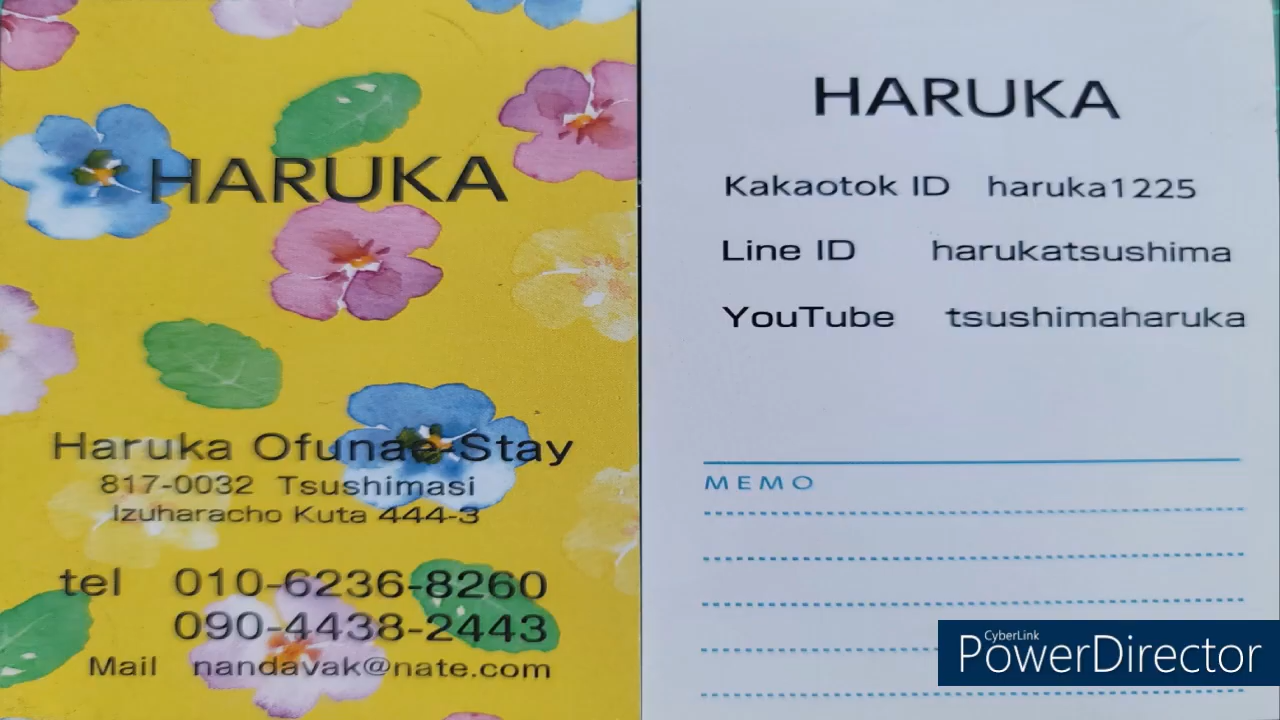 HARUKA
Haruka Ofunae Stay
817-0032 Tsushimasi
Izuharacho Kuta 444-3
tel 010-6236-8260
090-4438-2443
Mail nandavak@nate.com
HARUKA
Kakaotok ID haruka1225
Line ID harukatsushima
YouTube tsushimaharuka
MEMO
CyberLink
PowerDirector